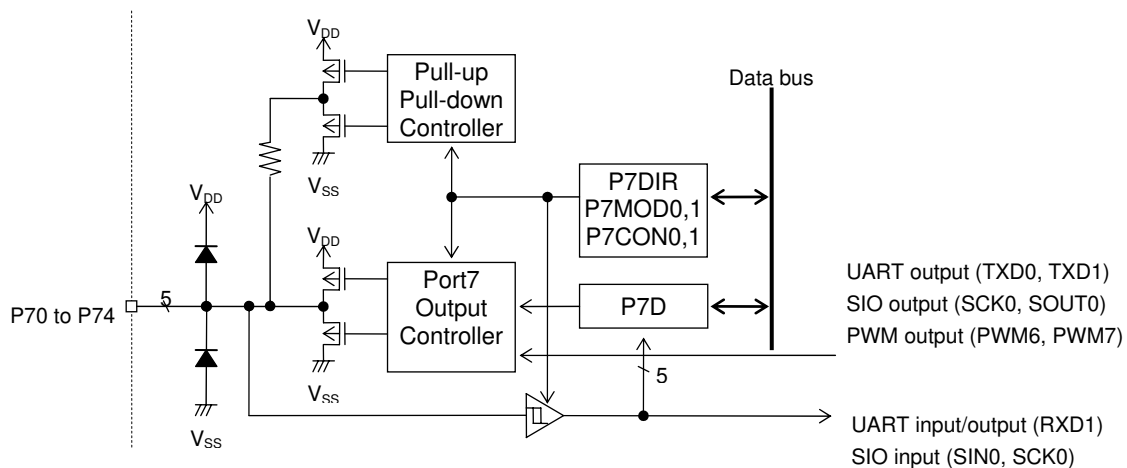 VDD
Pull-up
Pull-down
Controller
Data bus
VSS
VDD
P7DIR
P7MOD0,1
P7CON0,1
VDD
Port7
Output
Controller
P7D
UART output (TXD0, TXD1)
SIO output (SCK0, SOUT0)
PWM output (PWM6, PWM7)
P70 to P74
5
5
VSS
VSS
UART input/output (RXD1)
SIO input (SIN0, SCK0)